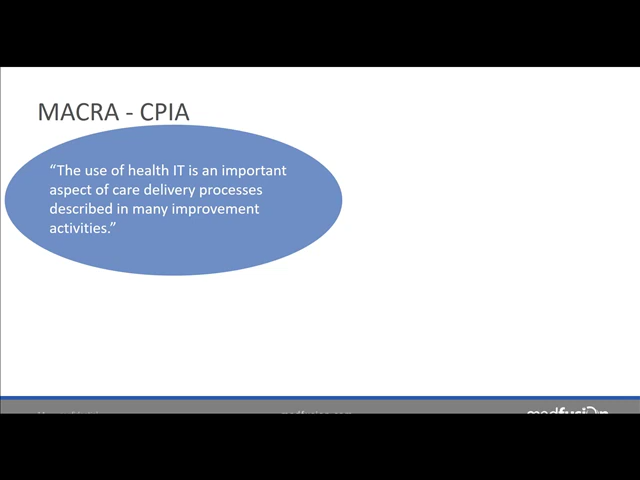 MACRA - CPIA
“The use of health IT is an important
aspect of care delivery processes
described in many improvement
activities.”
medfusion